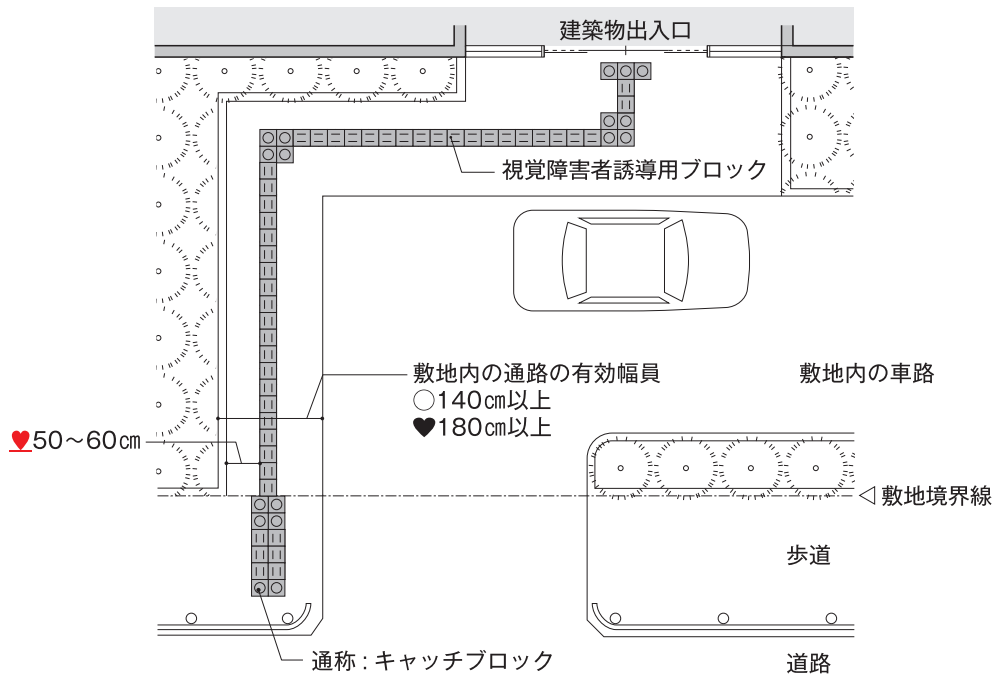 建築物出入口
視覚障害者誘導用ブロック
敷地内の通路の有効幅員
○140㎝以上
♥180㎝以上
敷地内の車路
♥50～60㎝
敷地境界線
歩道
通称：キャッチブロック
道路